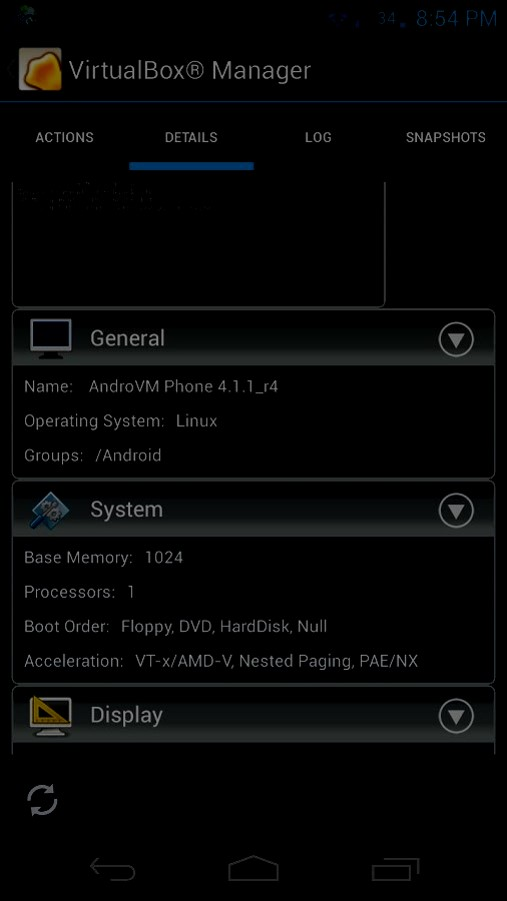 34 8:54 PM
VirtualBox® Manager
ACTIONS DETAILS LOG SNAPSHOTS
General
Name: AndroVM Phone 4.1.1_r4
Operating System: Linux
Groups: /Android
System
Base Memory: 1024
Processors: 1
Boot Order: Floppy, DVD, HardDisk, Null
Acceleration: VT-x/AMD-V, Nested Paging, PAE/NX
Display